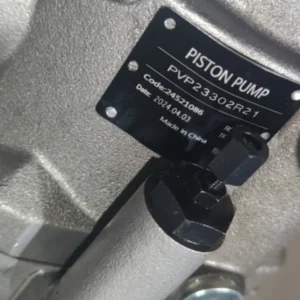 PISTON PUMP
PVP23302R21
Code:24521086
Date: 2024.04.03
Made in China